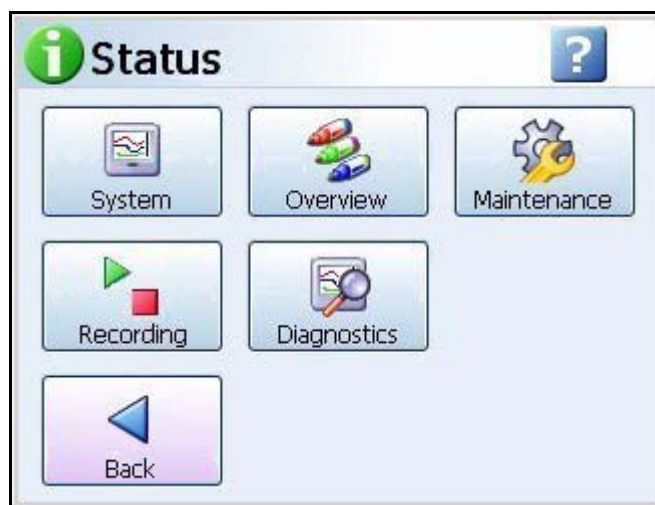 Status
?
System
Overview
Maintenance
Recording
Diagnostics
Back